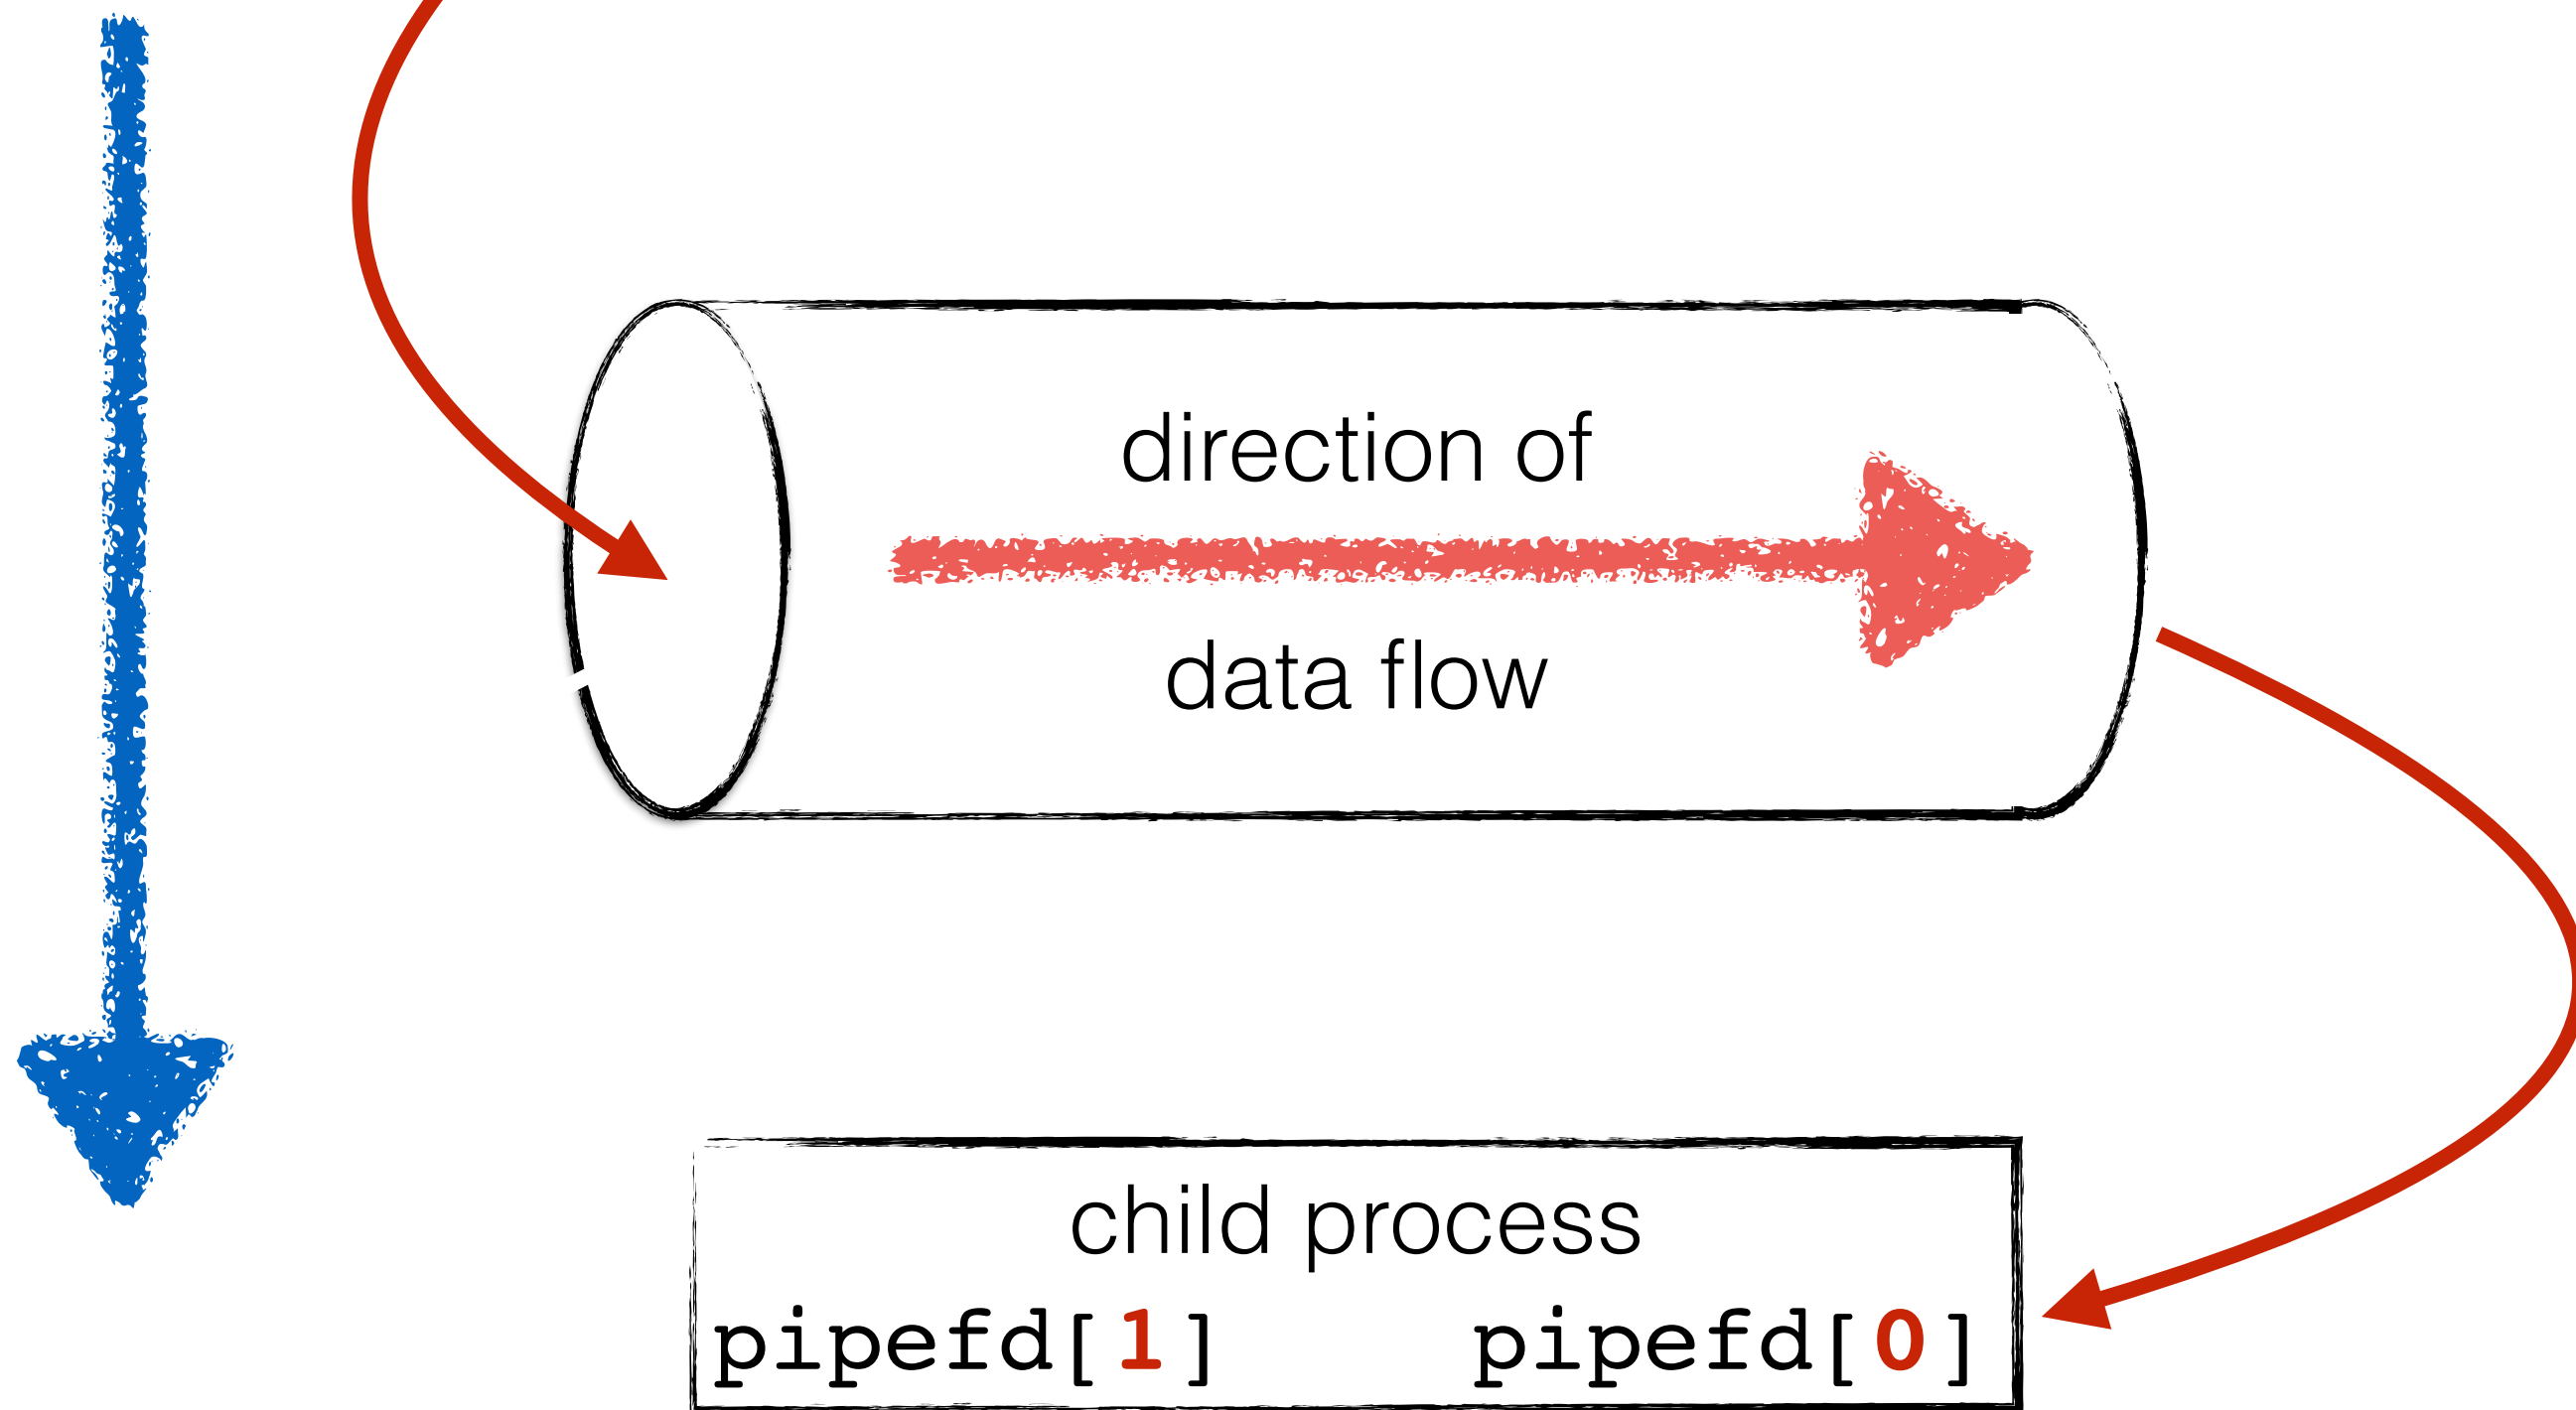 direction of
data flow
child process
pipefd[1] pipefd[0]